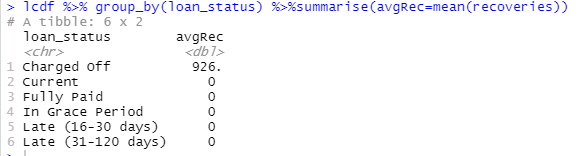 > lcdf %>% group_by(loan_status) %>%summarise(avgRec=mean(recoveries))
# A tibble: 6 x 2
  loan_status        avgRec
  <chr>               <dbl>
1 Charged Off          926.
2 Current                0
3 Fully Paid             0
4 In Grace Period        0
5 Late (16-30 days)      0
6 Late (31-120 days)     0
>